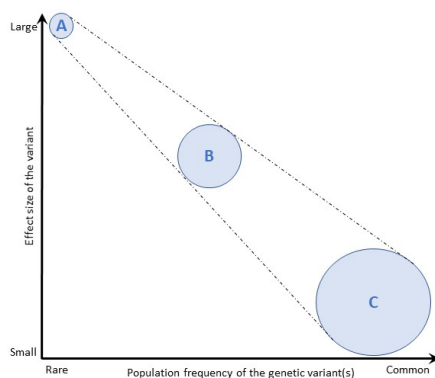 Large
A
B
Effect size of the variant
C
Small
Rare
Population frequency of the genetic variant(s)
Common